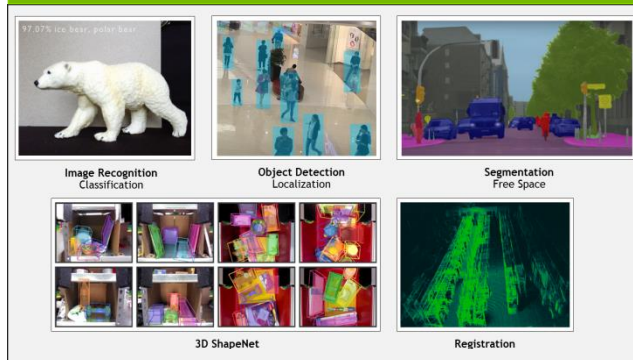 97.07% ice bear, polar bear
Image Recognition
Classification
Object Detection
Localization
Segmentation
Free Space
3D ShapeNet
Registration